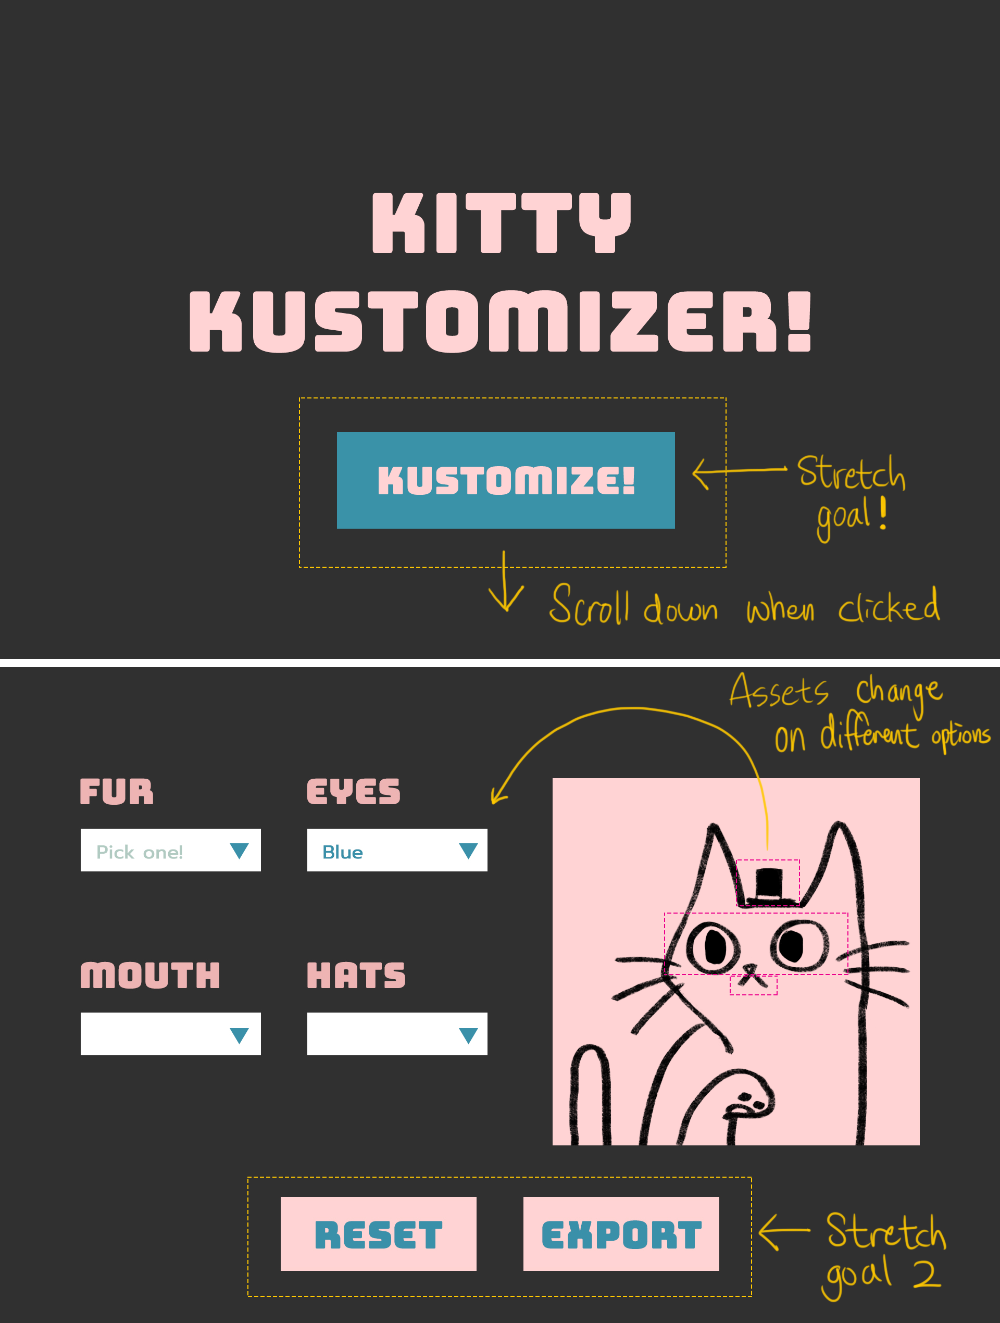 KITTY
KUSTOMIZER!
KUSTOMIZE!
Stretch
goal!
Scroll down when clicked
Assets change
on different options
FUR
EYES
Pick one!
Blue
MOUTH
HATS
RESET
EXPORT
Stretch
goal 2